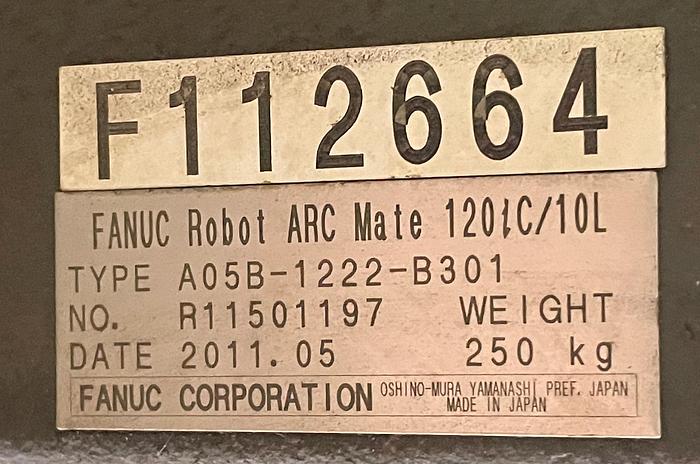 F112664
FANUC Robot ARC Mate 120iC/10L
TYPE A05B-1222-B301
NO. R11501197 WEIGHT
DATE 2011.05 250 kg
FANUC CORPORATION OSHINO-MURA YAMANASHI PREF. JAPAN
MADE IN JAPAN